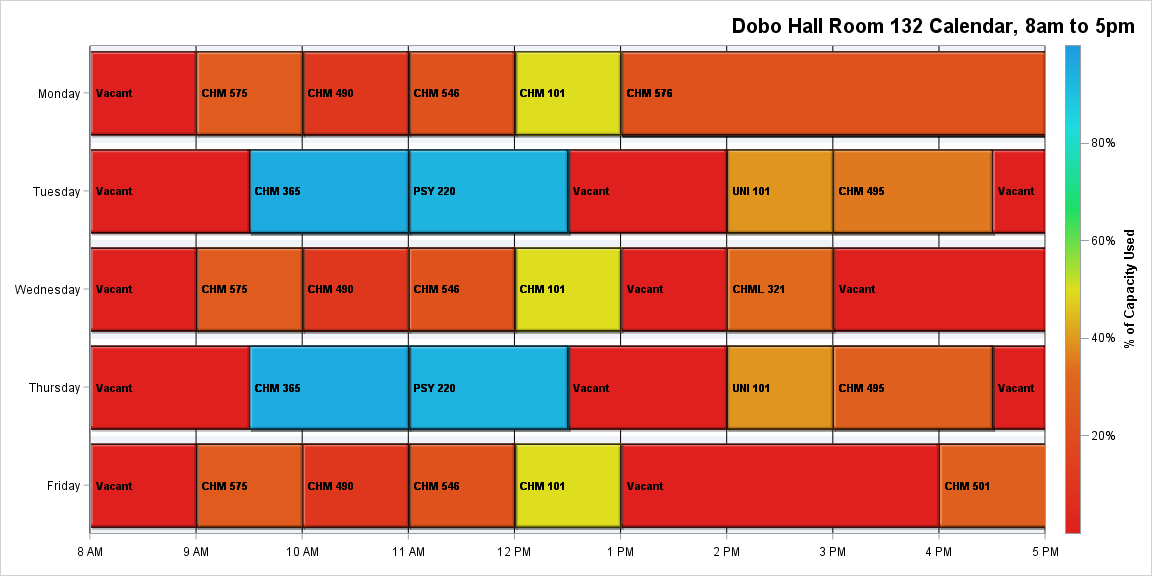 Dobo Hall Room 132 Calendar, 8am to 5pm
Monday Vacant CHM 575 CHM 490 CHM 546 CHM 101 CHM 576
Tuesday Vacant CHM 365 PSY 220 Vacant UNI 101 CHM 495 Vacant
Wednesday Vacant CHM 575 CHM 490 CHM 546 CHM 101 Vacant CHML 321 Vacant
Thursday Vacant CHM 365 PSY 220 Vacant UNI 101 CHM 495 Vacant
Friday Vacant CHM 575 CHM 490 CHM 546 CHM 101 Vacant CHM 501
8 AM 9 AM 10 AM 11 AM 12 PM 1 PM 2 PM 3 PM 4 PM 5 PM
80%
60%
40%
20%
% of Capacity Used